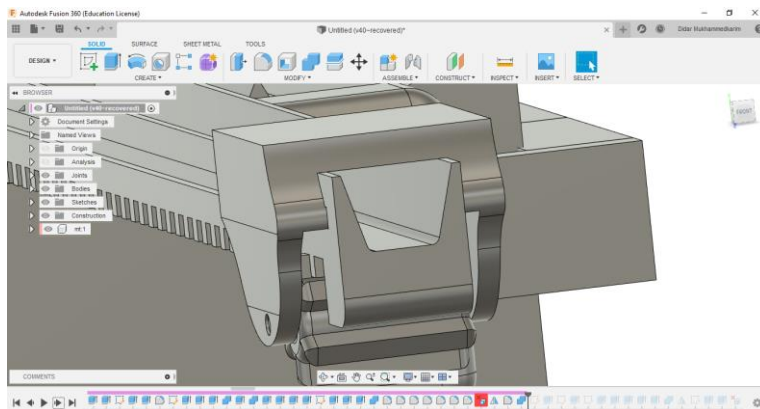 Autodesk Fusion 360 (Education License)
Untitled (v40~recovered)*
Didar Mukhammedkarim
SOLID SURFACE SHEET METAL TOOLS
DESIGN
CREATE MODIFY ASSEMBLE CONSTRUCT INSPECT INSERT SELECT
BROWSER
Untitled (v40~recovered)
FRONT
Document Settings
Named Views
Origin
Analysis
Joints
Bodies
Sketches
Construction
COMMENTS